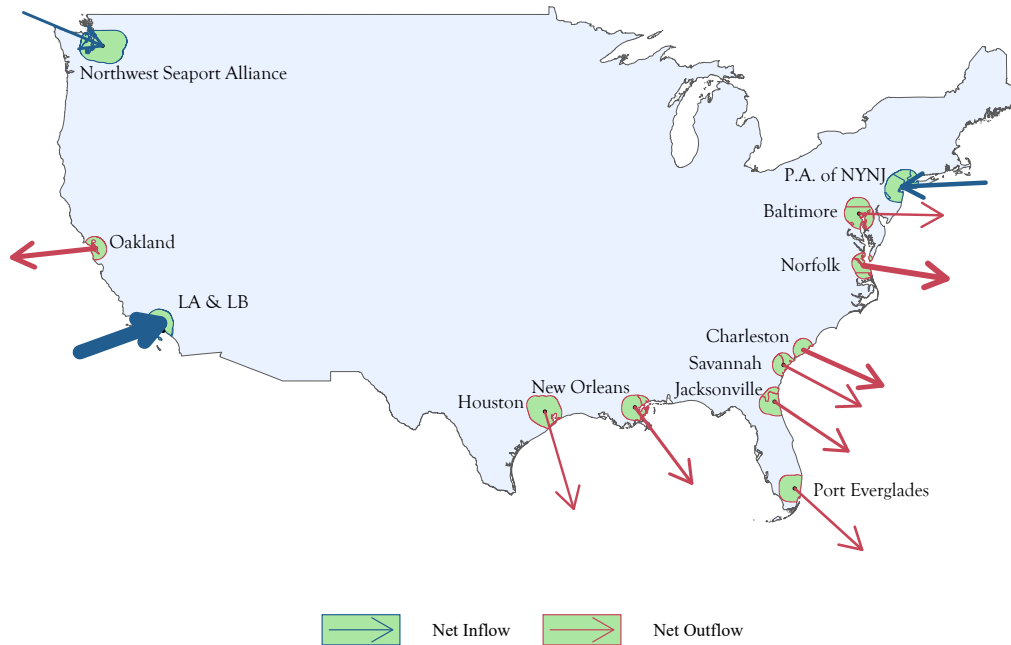 Northwest Seaport Alliance
P.A. of NYNJ
Baltimore
Oakland
Norfolk
LA & LB
Charleston
Savannah
New Orleans
Jacksonville
Houston
Port Everglades
Net Inflow
Net Outflow